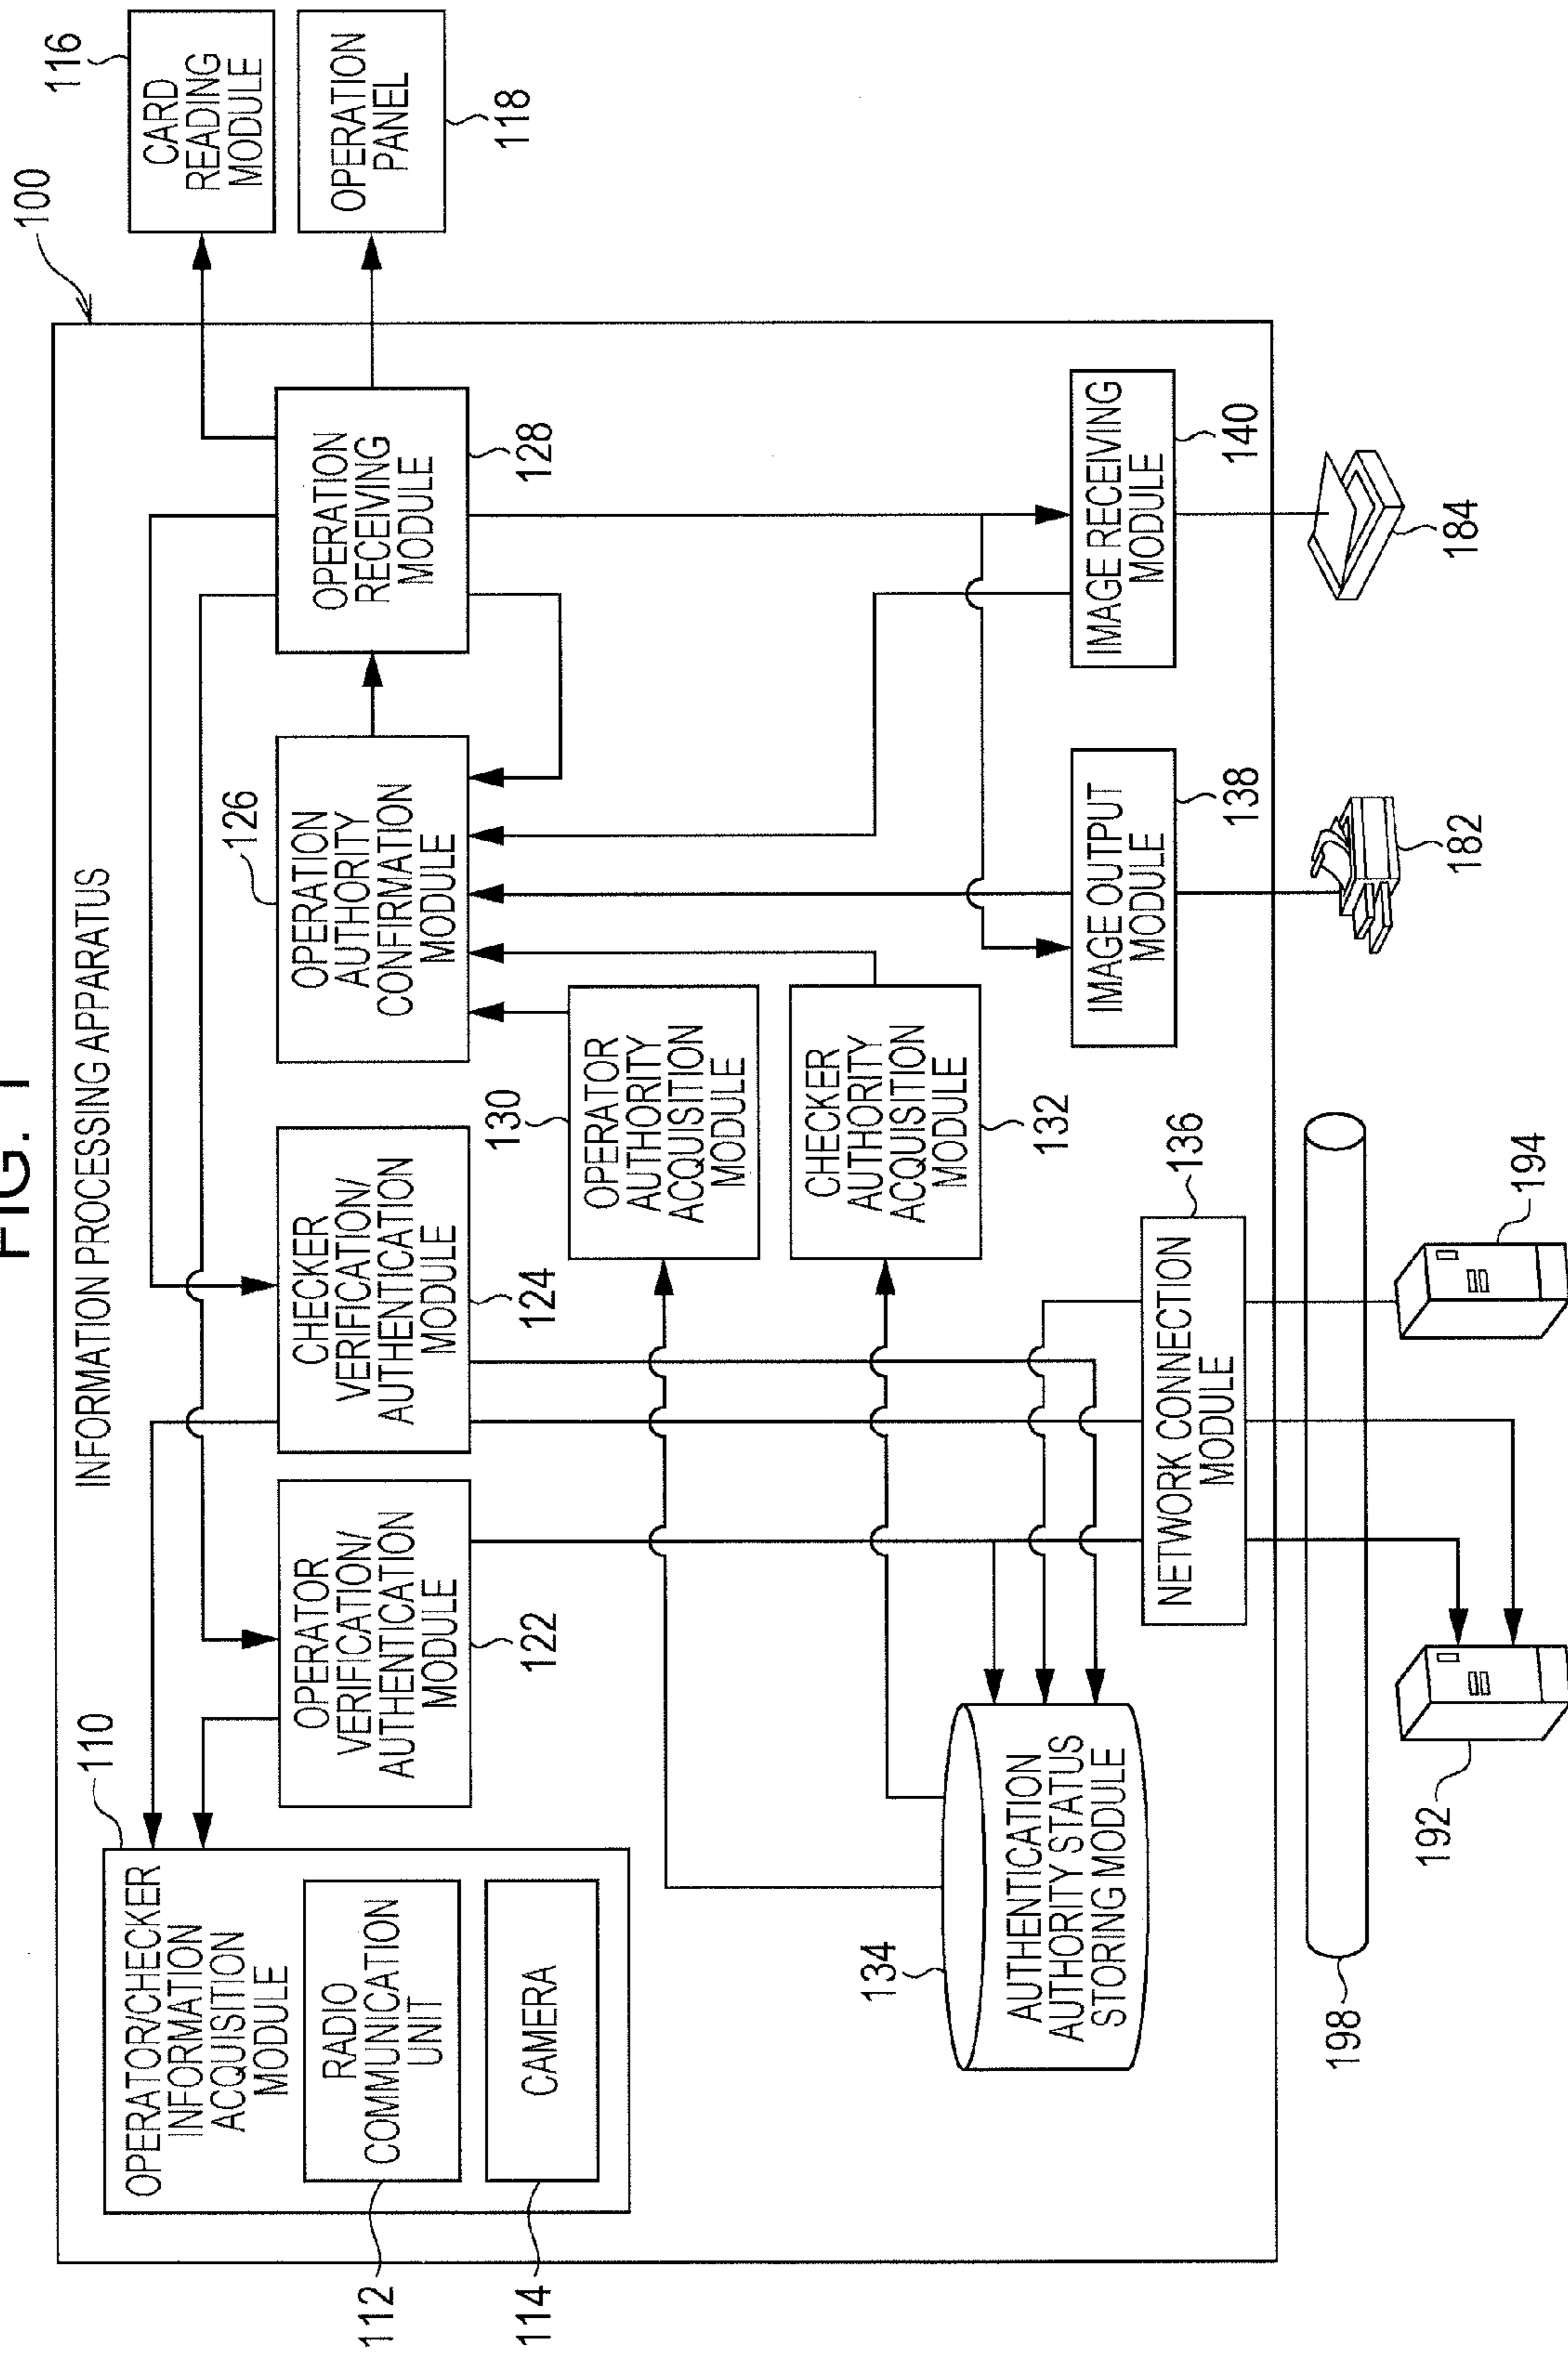 FIG. 1
INFORMATION PROCESSING APPARATUS
100
110
OPERATOR/CHECKER
INFORMATION
ACQUISITION
MODULE
RADIO
COMMUNICATION
UNIT
112
CAMERA
114
OPERATOR
VERIFICATION/
AUTHENTICATION
MODULE
122
CHECKER
VERIFICATION/
AUTHENTICATION
MODULE
124
126
OPERATION
AUTHORITY
CONFIRMATION
MODULE
OPERATION
RECEIVING
MODULE
128
116
CARD
READING
MODULE
OPERATION
PANEL
118
130
OPERATOR
AUTHORITY
ACQUISITION
MODULE
CHECKER
AUTHORITY
ACQUISITION
MODULE
132
134
AUTHENTICATION
AUTHORITY STATUS
STORING MODULE
136
NETWORK CONNECTION
MODULE
IMAGE OUTPUT
MODULE
138
IMAGE RECEIVING
MODULE
140
198
192
194
182
184